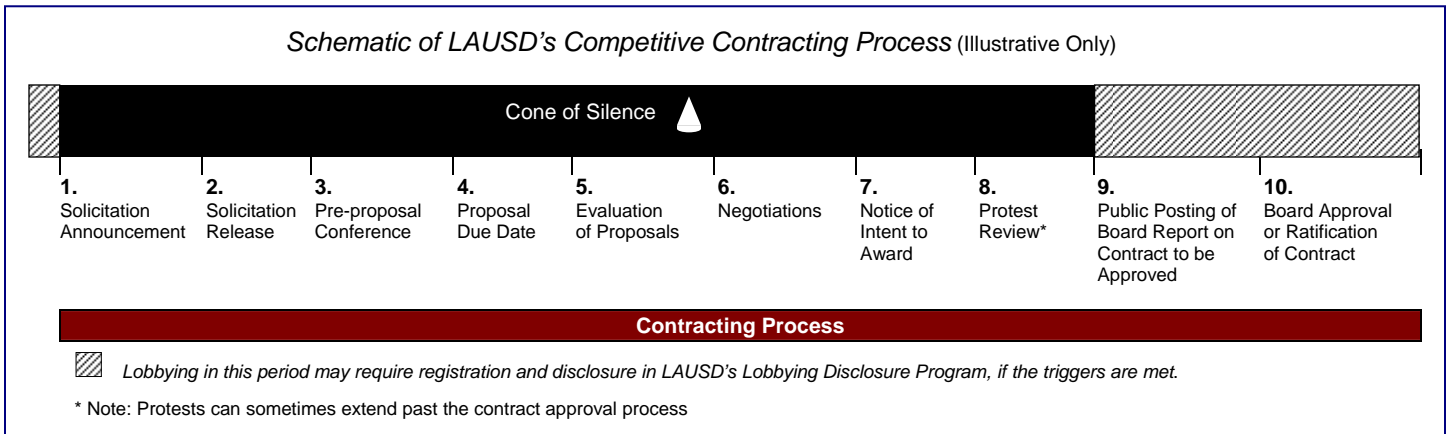 Schematic of LAUSD's Competitive Contracting Process (Illustrative Only)
Cone of Silence
1.
Solicitation
Announcement
2.
Solicitation
Release
3.
Pre-proposal
Conference
4.
Proposal
Due Date
5.
Evaluation
of Proposals
6.
Negotiations
7.
Notice of
Intent to
Award
8.
Protest
Review*
9.
Public Posting of
Board Report on
Contract to be
Approved
10.
Board Approval
or Ratification
of Contract
Contracting Process
Lobbying in this period may require registration and disclosure in LAUSD's Lobbying Disclosure Program, if the triggers are met.
* Note: Protests can sometimes extend past the contract approval process